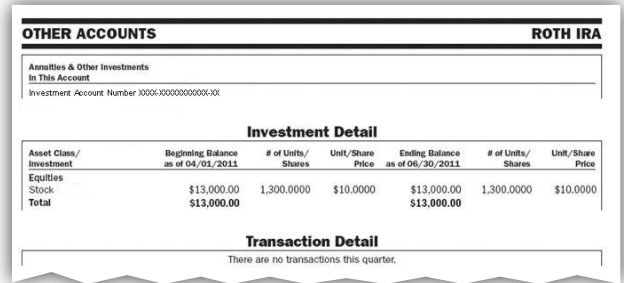 OTHER ACCOUNTS ROTH IRA
Annuities & Other Investments
In This Account
Investment Account Number XXXX-XXXXXXXXXX-XX
Investment Detail
Asset Class/ Beginning Balance # of Units/ Unit/Share Ending Balance # of Units/ Unit/Share
Investment as of 04/01/2011 Shares Price as of 06/30/2011 Shares Price
Equities
Stock $13,000.00 1,300.0000 $10.0000 $13,000.00 1,300.0000 $10.0000
Total $13,000.00 $13,000.00
Transaction Detail
There are no transactions this quarter.